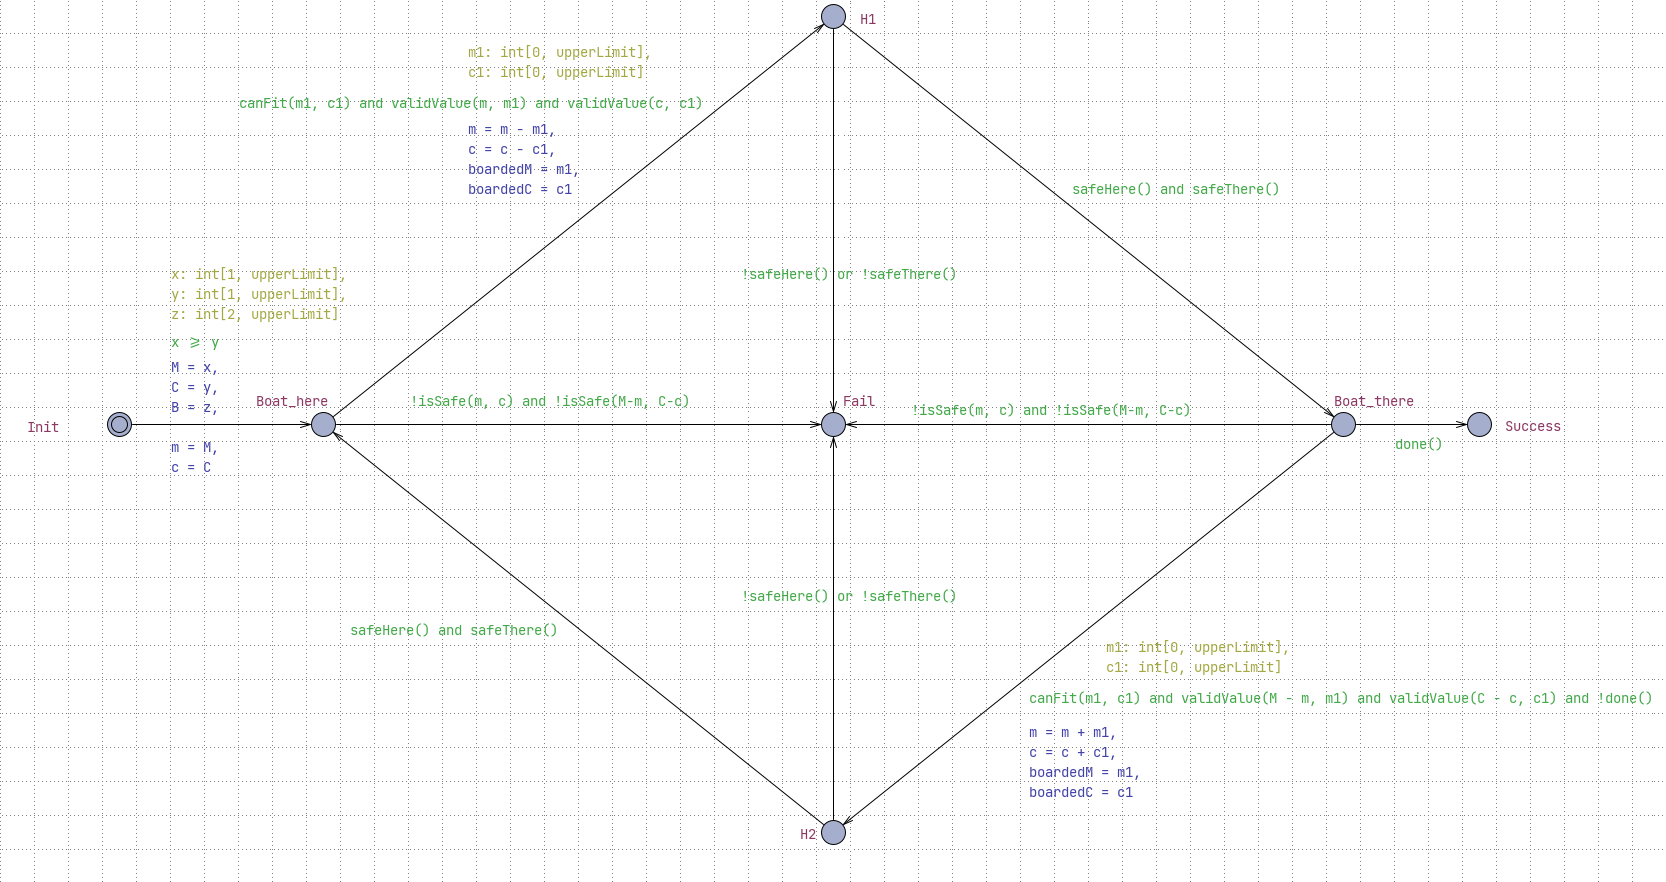 H1
m1: int[0, upperLimit],
c1: int[0, upperLimit]
canFit(m1, c1) and validValue(m, m1) and validValue(c, c1)
m = m - m1,
c = c - c1,
boardedM = m1,
boardedC = c1
safeHere() and safeThere()
!safeHere() or !safeThere()
x: int[1, upperLimit],
y: int[1, upperLimit],
z: int[2, upperLimit]
x ⩾ y
M = x,
C = y,
B = z,
m = M,
c = C
Init
Boat_here
!isSafe(m, c) and !isSafe(M-m, C-c)
Fail
!isSafe(m, c) and !isSafe(M-m, C-c)
Boat_there
done()
Success
!safeHere() or !safeThere()
safeHere() and safeThere()
m1: int[0, upperLimit],
c1: int[0, upperLimit]
canFit(m1, c1) and validValue(M - m, m1) and validValue(C - c, c1) and !done()
m = m + m1,
c = c + c1,
boardedM = m1,
boardedC = c1
H2